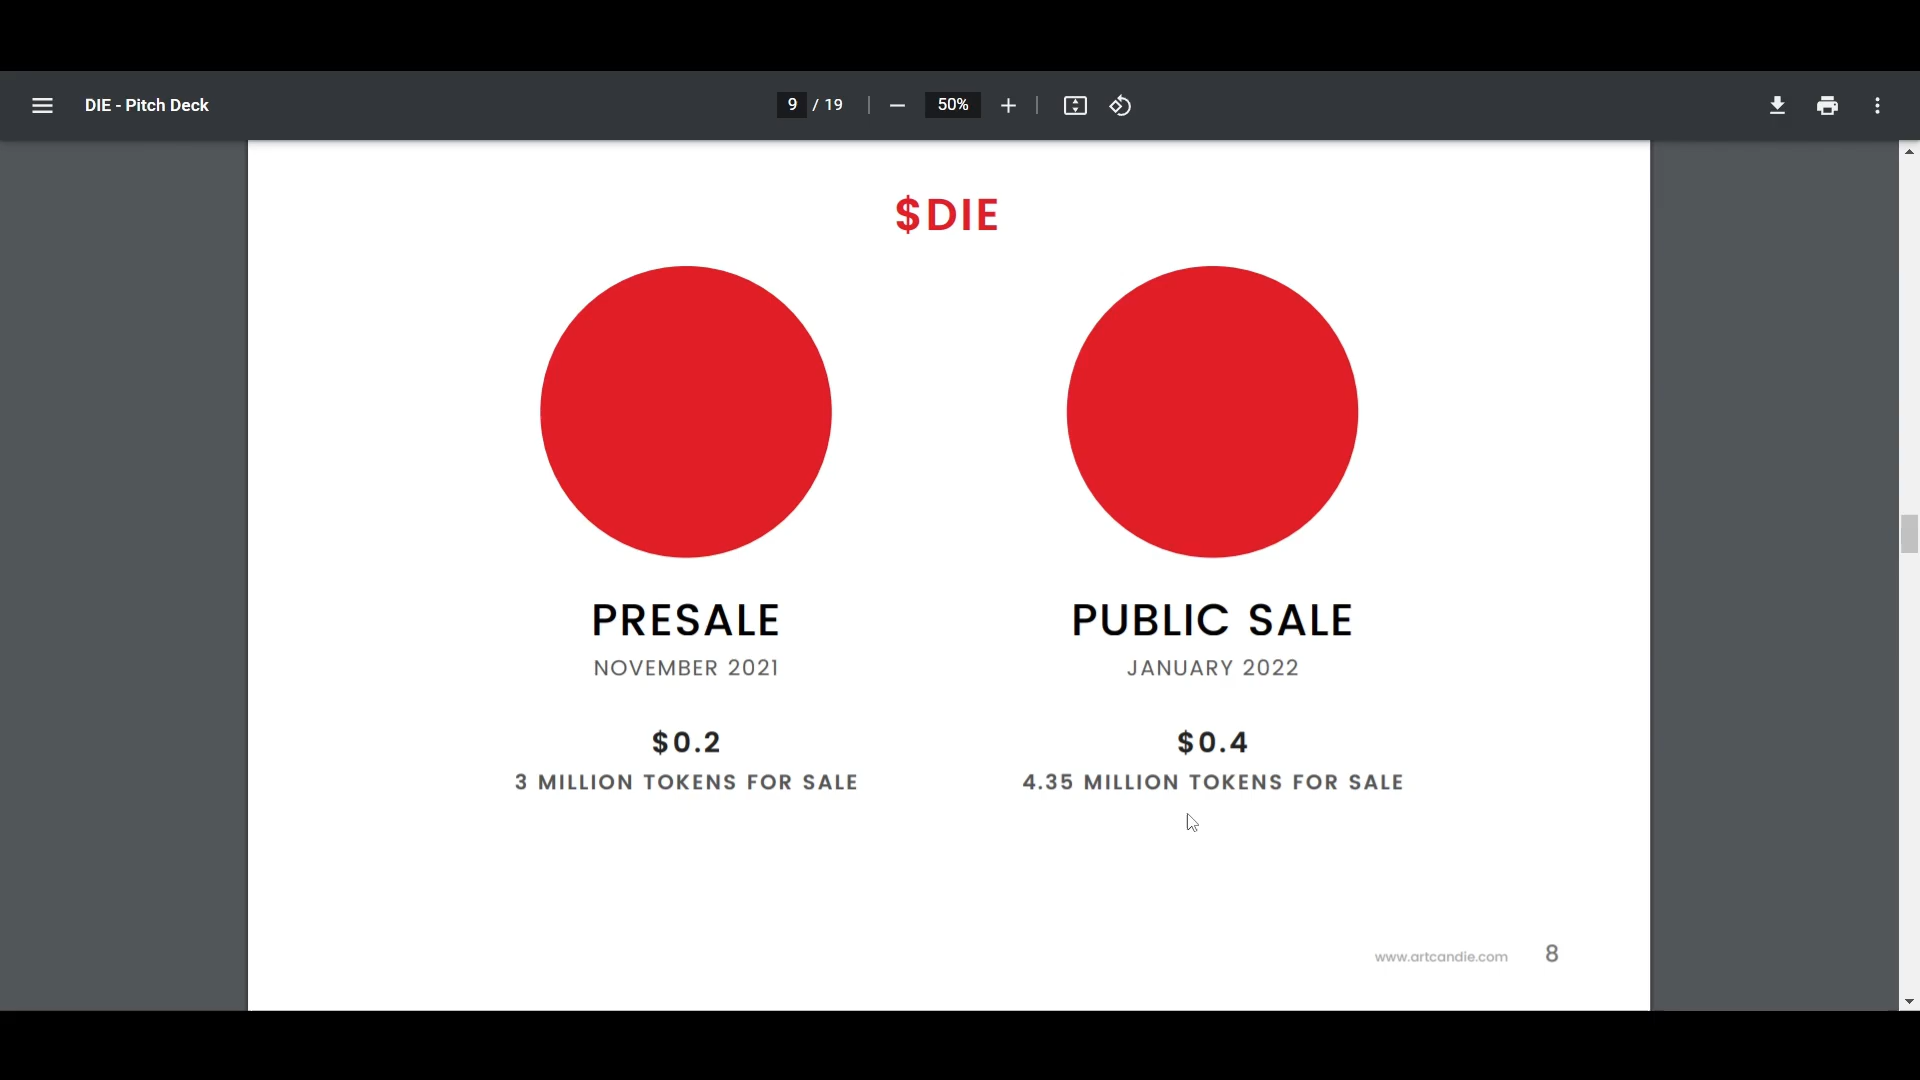 DIE - Pitch Deck
9 / 19
50%
$DIE
PRESALE
NOVEMBER 2021
$0.2
3 MILLION TOKENS FOR SALE
PUBLIC SALE
JANUARY 2022
$0.4
4.35 MILLION TOKENS FOR SALE
www.artcandie.com
8